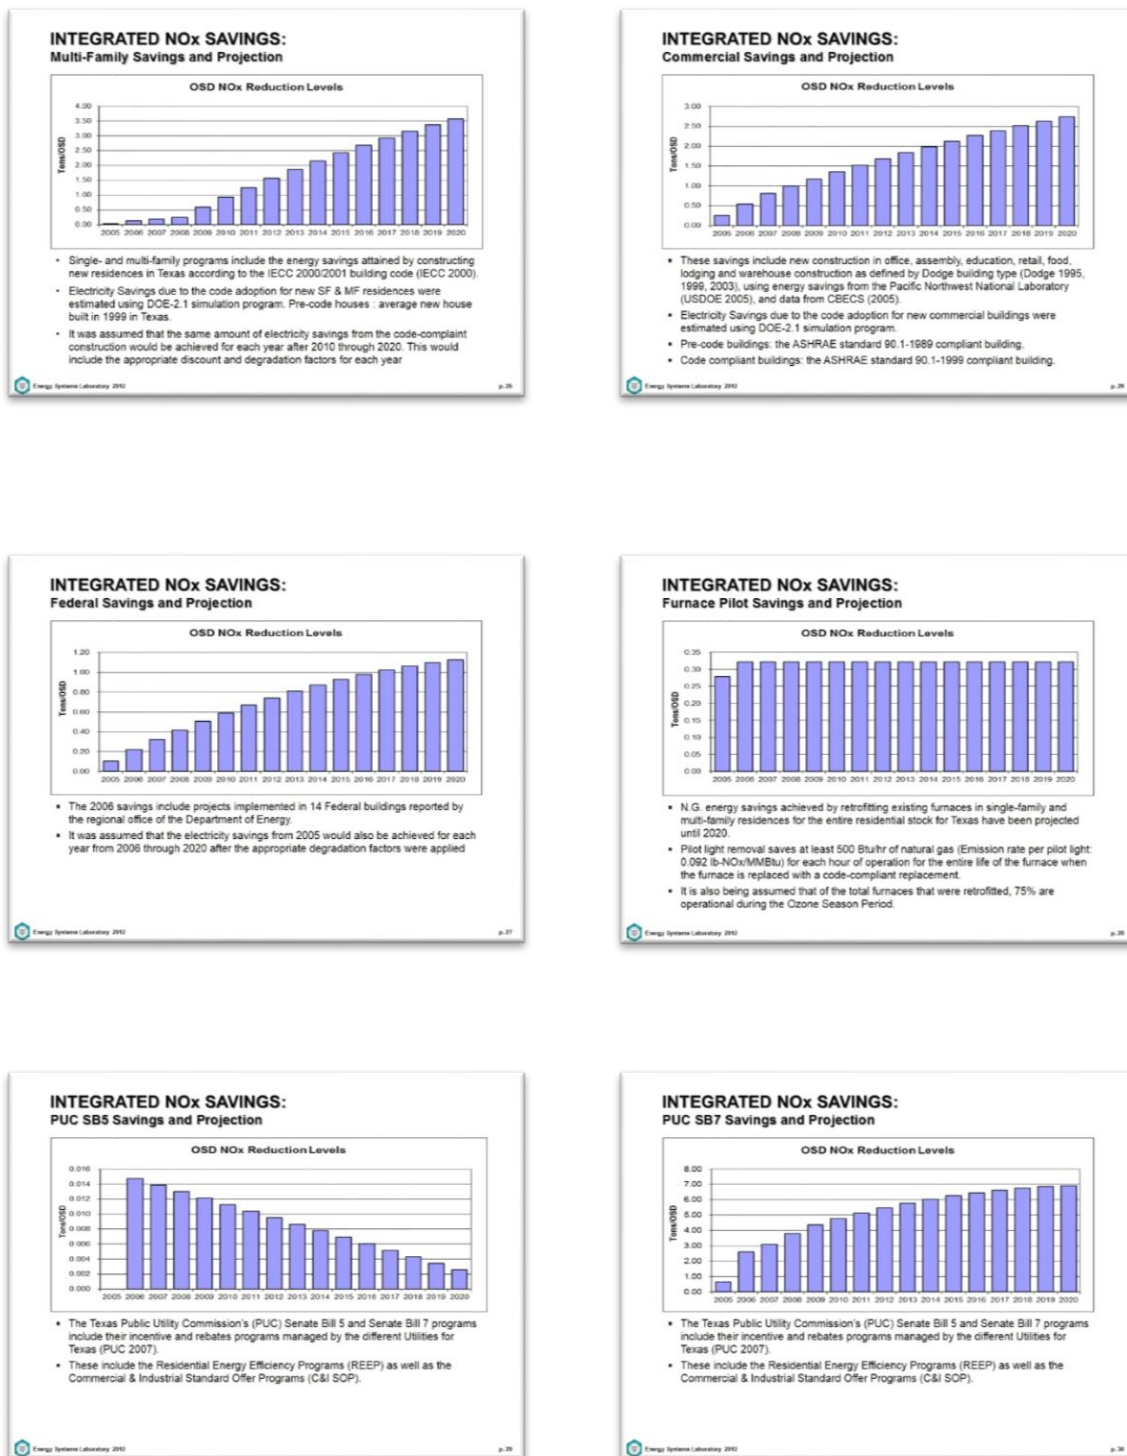 INTEGRATED NOx SAVINGS:
Multi-Family Savings and Projection
OSD NOx Reduction Levels
Tons/OSD
4.00
3.50
3.00
2.50
2.00
1.50
1.00
0.50
0.00
2005 2006 2007 2008 2009 2010 2011 2012 2013 2014 2015 2016 2017 2018 2019 2020
• Single- and multi-family programs include the energy savings attained by constructing
new residences in Texas according to the IECC 2000/2001 building code (IECC 2000).
• Electricity Savings due to the code adoption for new SF & MF residences were
estimated using DOE-2.1 simulation program. Pre-code houses : average new house
built in 1999 in Texas.
• It was assumed that the same amount of electricity savings from the code-complaint
construction would be achieved for each year after 2010 through 2020. This would
include the appropriate discount and degradation factors for each year
Energy Systems Laboratory 2012
INTEGRATED NOx SAVINGS:
Commercial Savings and Projection
OSD NOx Reduction Levels
Tons/OSD
3.00
2.50
2.00
1.50
1.00
0.50
0.00
2005 2006 2007 2008 2009 2010 2011 2012 2013 2014 2015 2016 2017 2018 2019 2020
▪ These savings include new construction in office, assembly, education, retail, food,
lodging and warehouse construction as defined by Dodge building type (Dodge 1995,
1999, 2003), using energy savings from the Pacific Northwest National Laboratory
(USDOE 2005), and data from CBECS (2005).
▪ Electricity Savings due to the code adoption for new commercial buildings were
estimated using DOE-2.1 simulation program.
▪ Pre-code buildings: the ASHRAE standard 90.1-1989 compliant building.
▪ Code compliant buildings: the ASHRAE standard 90.1-1999 compliant building.
Energy Systems Laboratory 2012
INTEGRATED NOx SAVINGS:
Federal Savings and Projection
OSD NOx Reduction Levels
Tons/OSD
1.20
1.00
0.80
0.60
0.40
0.20
0.00
2005 2006 2007 2008 2009 2010 2011 2012 2013 2014 2015 2016 2017 2018 2019 2020
▪ The 2006 savings include projects implemented in 14 Federal buildings reported by
the regional office of the Department of Energy.
▪ It was assumed that the electricity savings from 2005 would also be achieved for each
year from 2006 through 2020 after the appropriate degradation factors were applied
Energy Systems Laboratory 2012
p.27
INTEGRATED NOx SAVINGS:
Furnace Pilot Savings and Projection
OSD NOx Reduction Levels
Tons/OSD
0.35
0.30
0.25
0.20
0.15
0.10
0.05
0.00
2005 2006 2007 2008 2009 2010 2011 2012 2013 2014 2015 2016 2017 2018 2019 2020
▪ N.G. energy savings achieved by retrofitting existing furnaces in single-family and
multi-family residences for the entire residential stock for Texas have been projected
until 2020.
▪ Pilot light removal saves at least 500 Btu/hr of natural gas (Emission rate per pilot light:
0.092 lb-NOx/MMBtu) for each hour of operation for the entire life of the furnace when
the furnace is replaced with a code-compliant replacement.
▪ It is also being assumed that of the total furnaces that were retrofitted, 75% are
operational during the Ozone Season Period.
Energy Systems Laboratory 2012
INTEGRATED NOx SAVINGS:
PUC SB5 Savings and Projection
OSD NOx Reduction Levels
Tons/OSD
0.016
0.014
0.012
0.010
0.008
0.006
0.004
0.002
0.000
2005 2006 2007 2008 2009 2010 2011 2012 2013 2014 2015 2016 2017 2018 2019 2020
▪ The Texas Public Utility Commission's (PUC) Senate Bill 5 and Senate Bill 7 programs
include their incentive and rebates programs managed by the different Utilities for
Texas (PUC 2007).
▪ These include the Residential Energy Efficiency Programs (REEP) as well as the
Commercial & Industrial Standard Offer Programs (C&I SOP).
Energy Systems Laboratory 2012
INTEGRATED NOx SAVINGS:
PUC SB7 Savings and Projection
OSD NOx Reduction Levels
Tons/OSD
8.00
7.00
6.00
5.00
4.00
3.00
2.00
1.00
0.00
2005 2006 2007 2008 2009 2010 2011 2012 2013 2014 2015 2016 2017 2018 2019 2020
▪ The Texas Public Utility Commission's (PUC) Senate Bill 5 and Senate Bill 7 programs
include their incentive and rebates programs managed by the different Utilities for
Texas (PUC 2007).
▪ These include the Residential Energy Efficiency Programs (REEP) as well as the
Commercial & Industrial Standard Offer Programs (C&I SOP).
Energy Systems Laboratory 2012